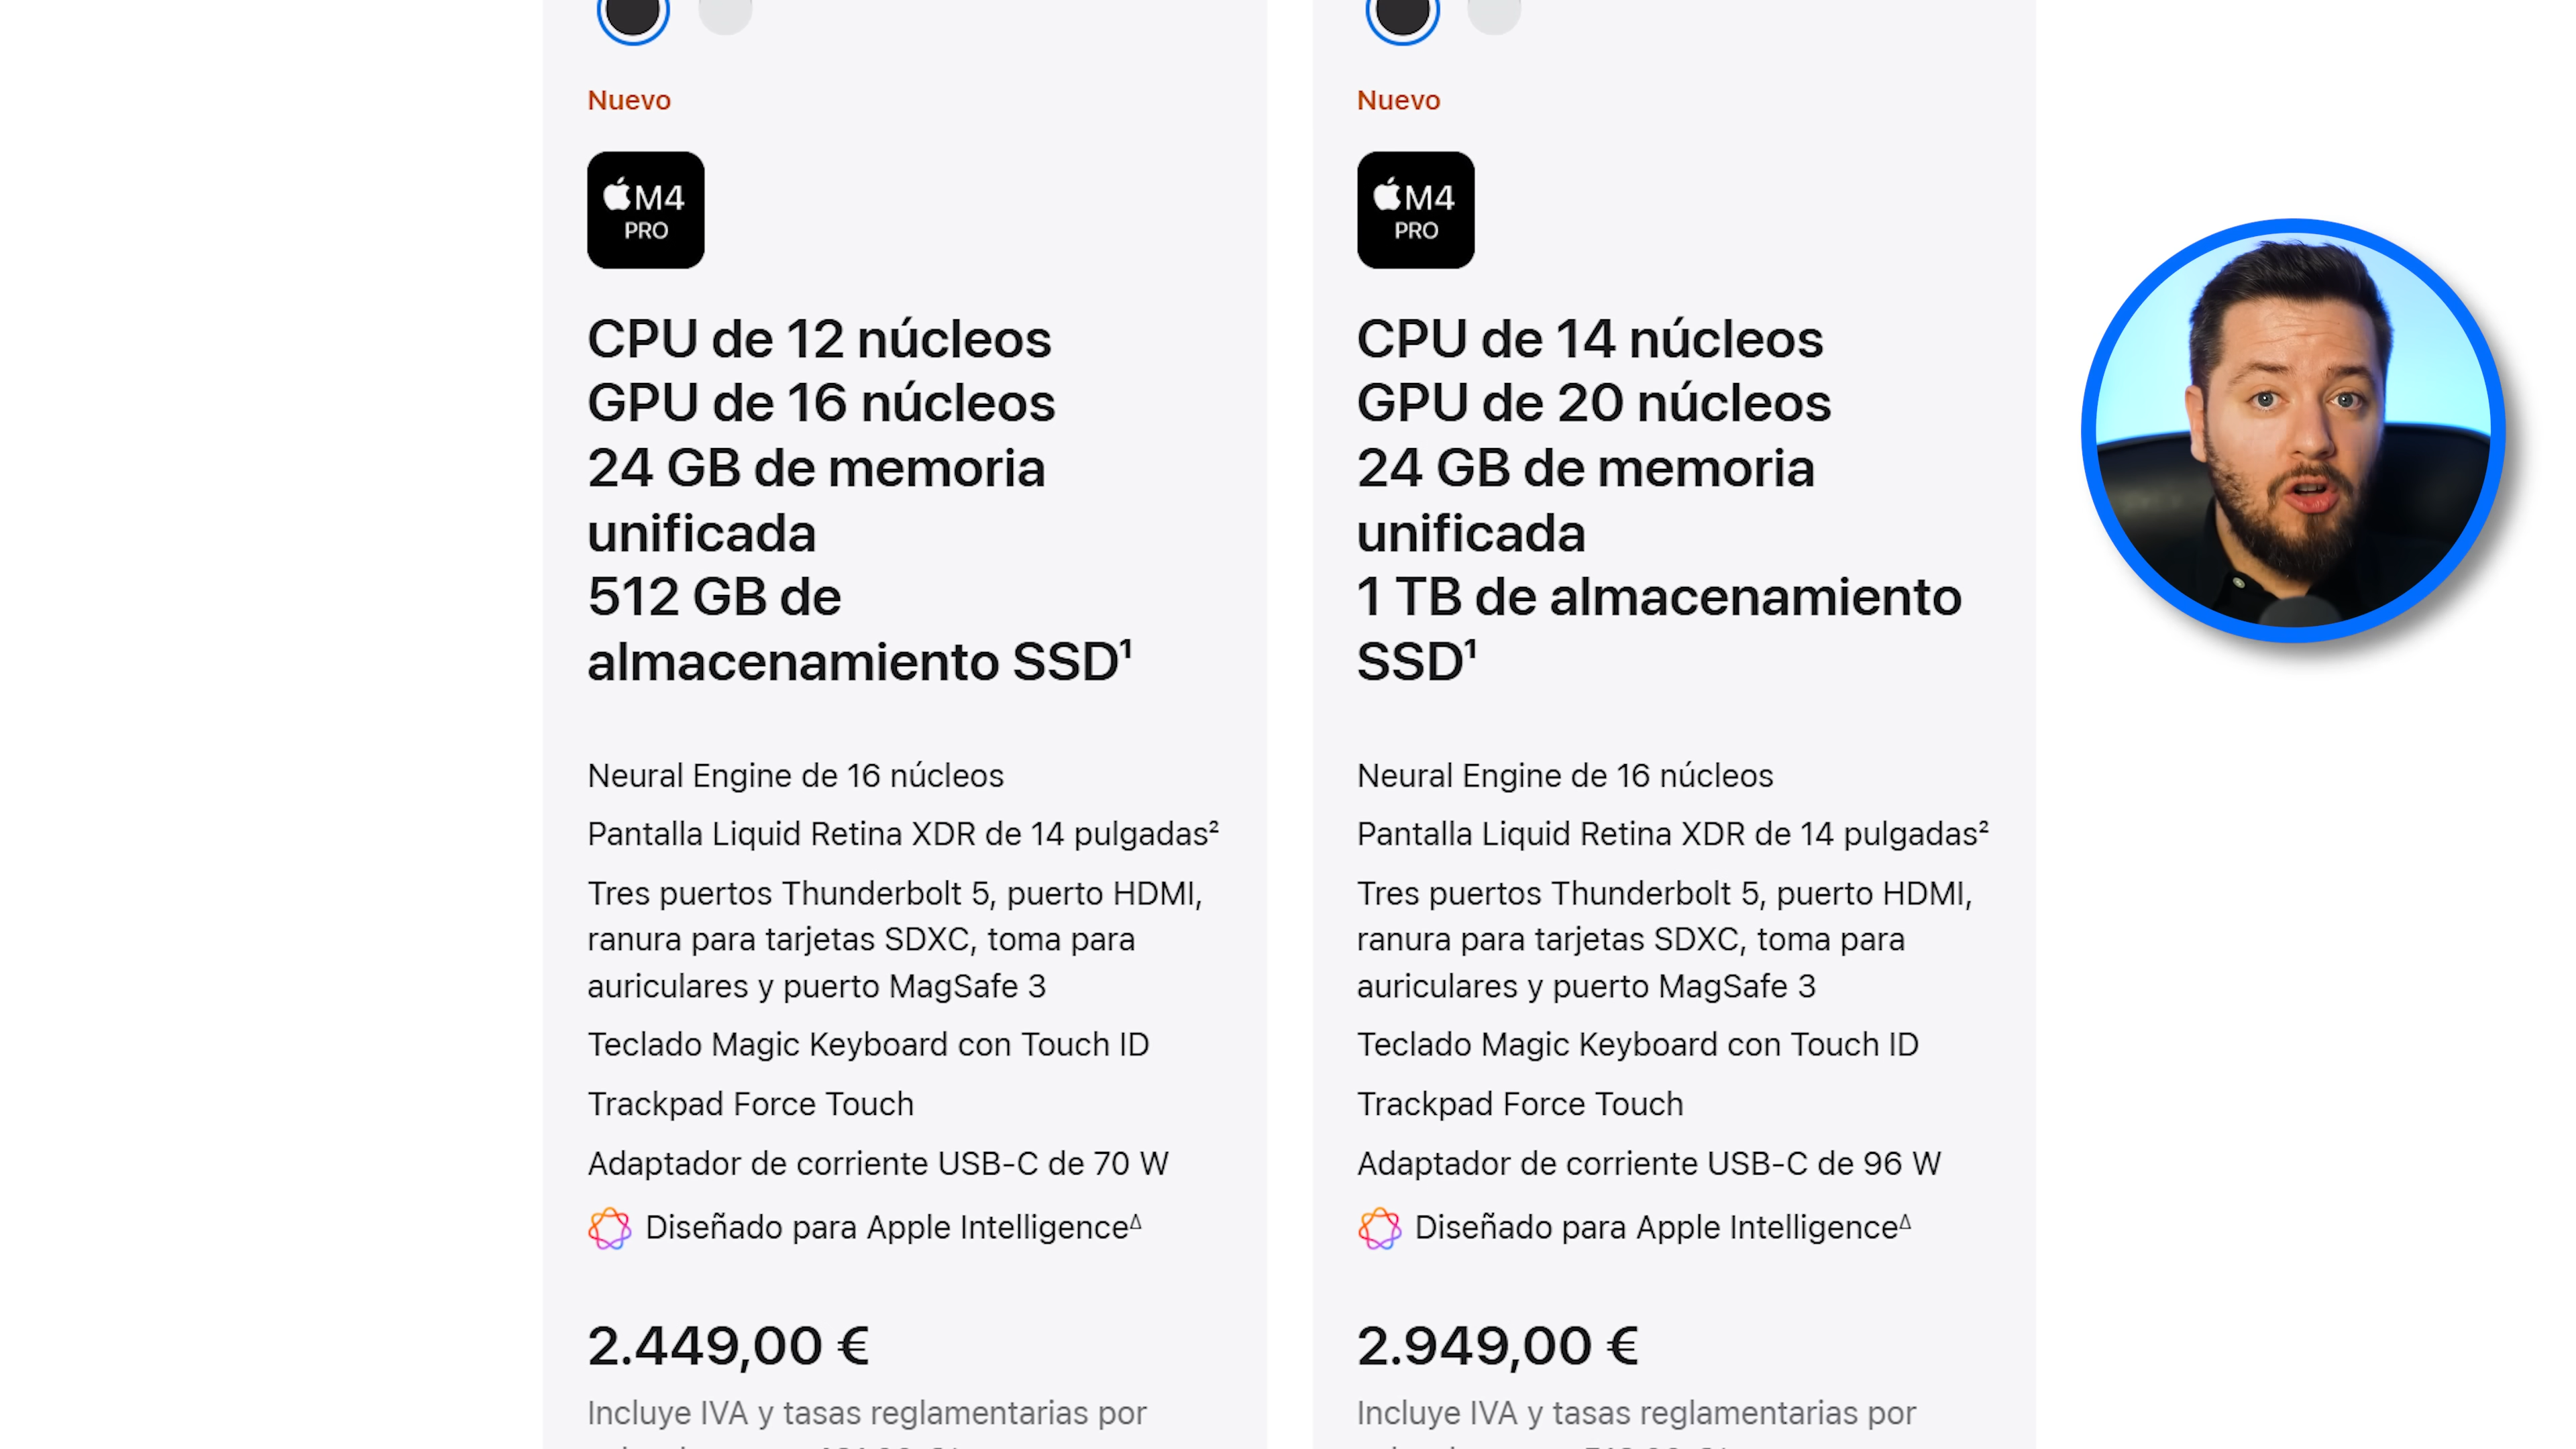 Nuevo
M4
PRO
CPU de 12 núcleos
GPU de 16 núcleos
24 GB de memoria
unificada
512 GB de
almacenamiento SSD¹
Neural Engine de 16 núcleos
Pantalla Liquid Retina XDR de 14 pulgadas²
Tres puertos Thunderbolt 5, puerto HDMI,
ranura para tarjetas SDXC, toma para
auriculares y puerto MagSafe 3
Teclado Magic Keyboard con Touch ID
Trackpad Force Touch
Adaptador de corriente USB-C de 70 W
Diseñado para Apple Intelligence∆
2.449,00 €
Incluye IVA y tasas reglamentarias por
Nuevo
M4
PRO
CPU de 14 núcleos
GPU de 20 núcleos
24 GB de memoria
unificada
1 TB de almacenamiento
SSD¹
Neural Engine de 16 núcleos
Pantalla Liquid Retina XDR de 14 pulgadas²
Tres puertos Thunderbolt 5, puerto HDMI,
ranura para tarjetas SDXC, toma para
auriculares y puerto MagSafe 3
Teclado Magic Keyboard con Touch ID
Trackpad Force Touch
Adaptador de corriente USB-C de 96 W
Diseñado para Apple Intelligence∆
2.949,00 €
Incluye IVA y tasas reglamentarias por